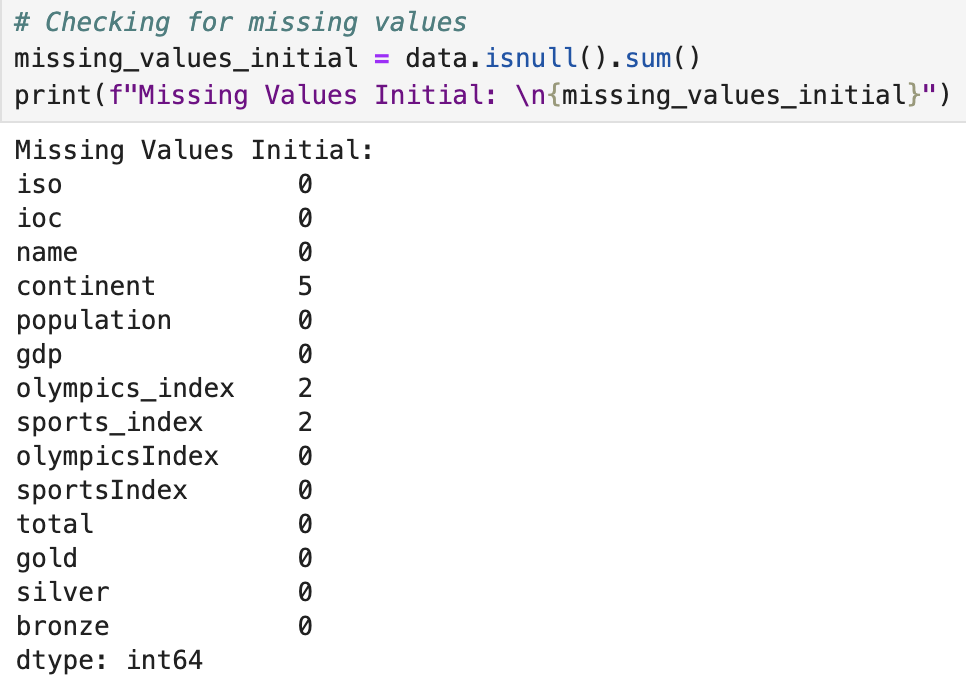 # Checking for missing values
missing_values_initial = data.isnull().sum()
print(f"Missing Values Initial: \n{missing_values_initial}")
Missing Values Initial:
iso 0
ioc 0
name 0
continent 5
population 0
gdp 0
olympics_index 2
sports_index 2
olympicsIndex 0
sportsIndex 0
total 0
gold 0
silver 0
bronze 0
dtype: int64